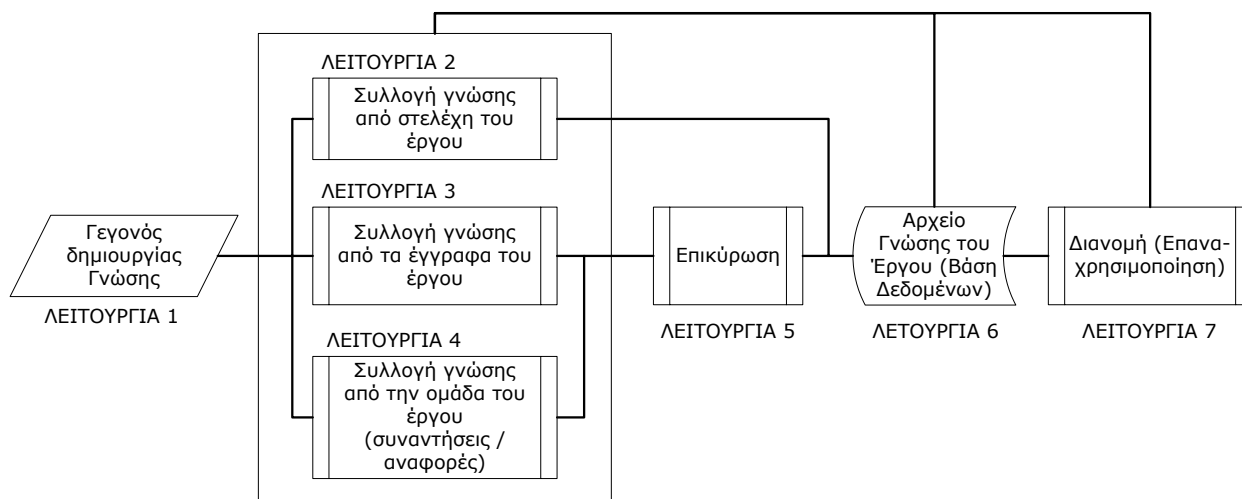 ΛΕΙΤΟΥΡΓΙΑ 2
Συλλογή γνώσης
από στελέχη του
έργου
ΛΕΙΤΟΥΡΓΙΑ 3
Συλλογή γνώσης
από τα έγγραφα του
έργου
ΛΕΙΤΟΥΡΓΙΑ 4
Συλλογή γνώσης
από την ομάδα του
έργου
(συναντήσεις /
αναφορές)
Γεγονός
δημιουργίας
Γνώσης
ΛΕΙΤΟΥΡΓΙΑ 1
Επικύρωση
ΛΕΙΤΟΥΡΓΙΑ 5
Αρχείο
Γνώσης του
Έργου (Βάση
Δεδομένων)
ΛΕΤΟΥΡΓΙΑ 6
Διανομή (Επανα-
χρησιμοποίηση)
ΛΕΙΤΟΥΡΓΙΑ 7